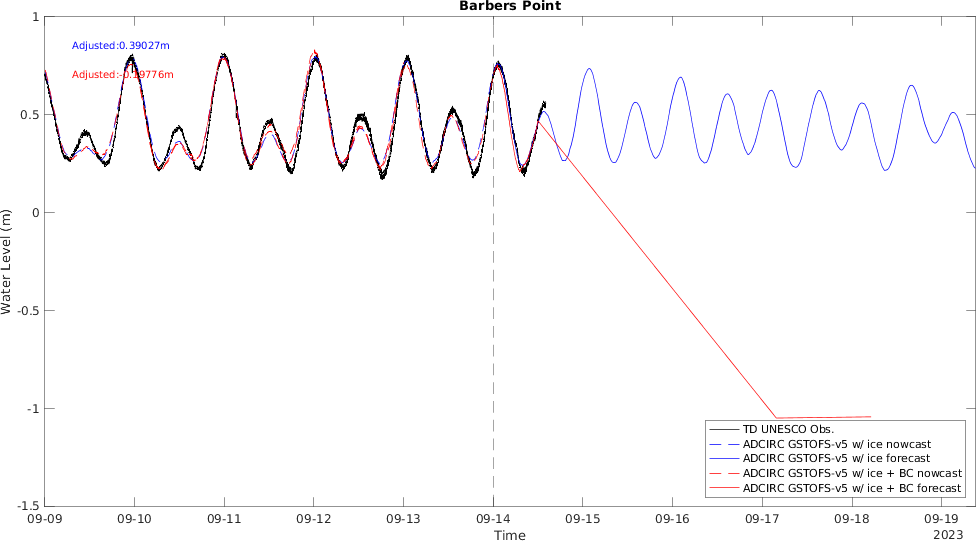 Barbers Point
Adjusted:0.39027m
Adjusted:-0.19776m
1
0.5
0
-0.5
-1
-1.5
Water Level (m)
TD UNESCO Obs.
ADCIRC GSTOFS-v5 w/ ice nowcast
ADCIRC GSTOFS-v5 w/ ice forecast
ADCIRC GSTOFS-v5 w/ ice + BC nowcast
ADCIRC GSTOFS-v5 w/ ice + BC forecast
09-09 09-10 09-11 09-12 09-13 09-14 09-15 09-16 09-17 09-18 09-19
Time
2023